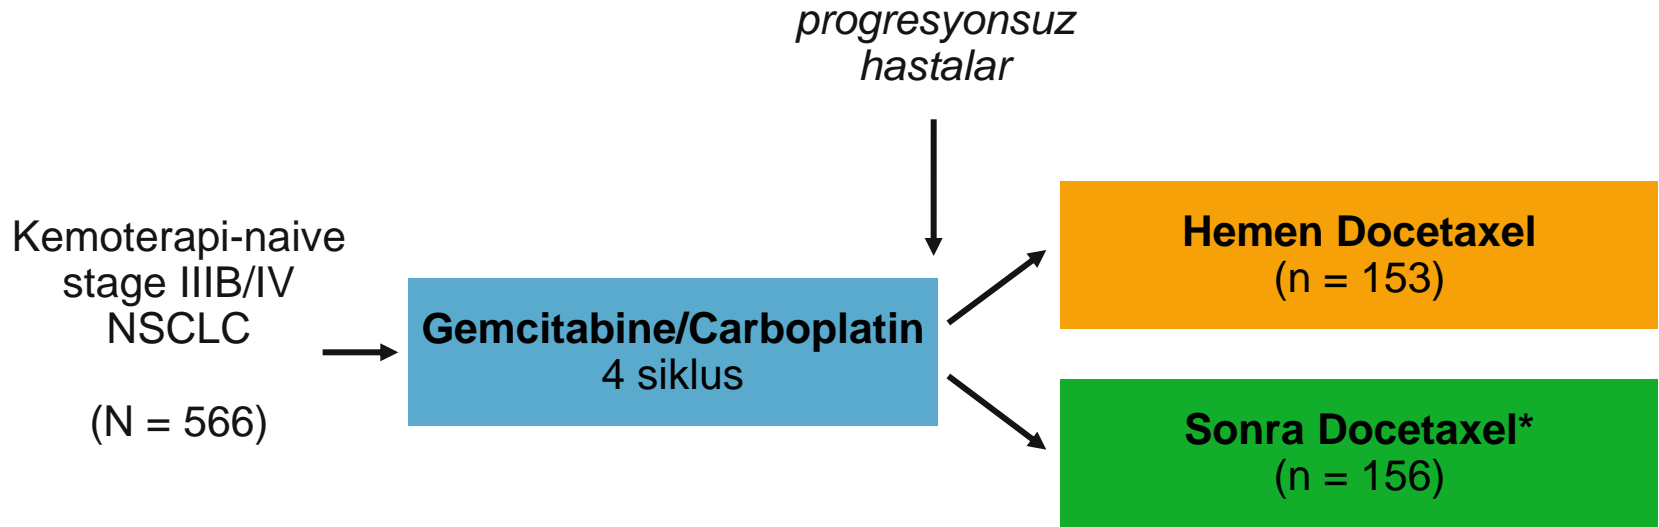 progresyonsuz
hastalar
Kemoterapi-naive
stage IIIB/IV
NSCLC
(N = 566)
Gemcitabine/Carboplatin
4 siklus
Hemen Docetaxel
(n = 153)
Sonra Docetaxel*
(n = 156)